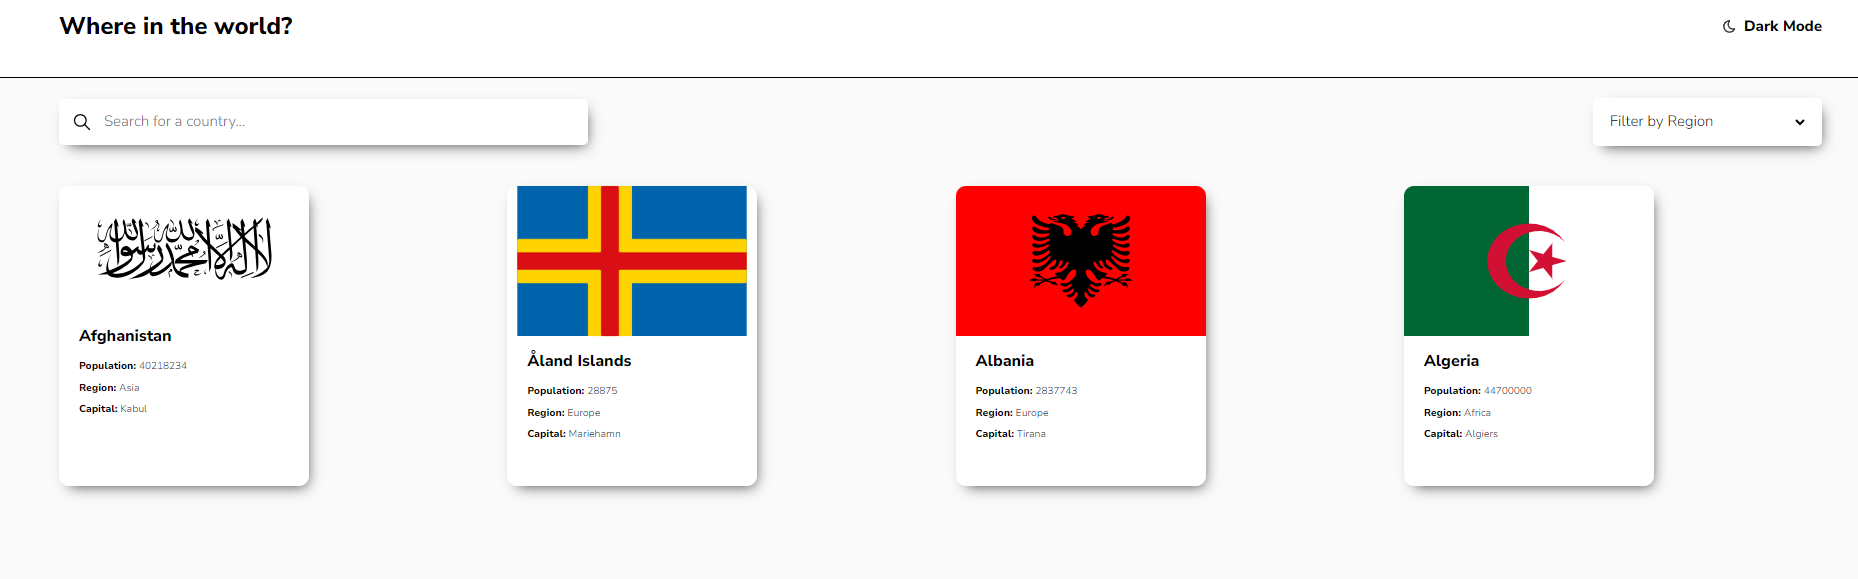 Where in the world?
Dark Mode
Search for a country...
Filter by Region
لا إله إلا الله محمد رسول الله
Afghanistan
Population: 40218234
Region: Asia
Capital: Kabul
Åland Islands
Population: 28875
Region: Europe
Capital: Mariehamn
Albania
Population: 2837743
Region: Europe
Capital: Tirana
Algeria
Population: 44700000
Region: Africa
Capital: Algiers